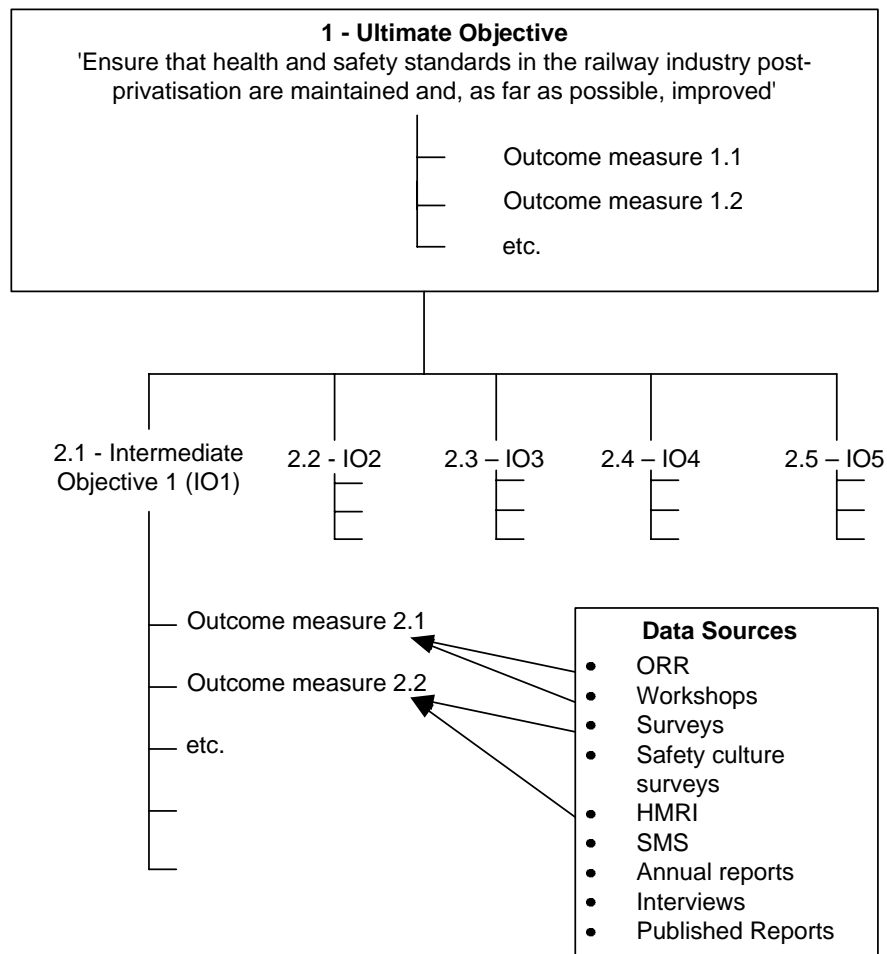 1 - Ultimate Objective
'Ensure that health and safety standards in the railway industry post-
privatisation are maintained and, as far as possible, improved'
Outcome measure 1.1
Outcome measure 1.2
etc.
2.1 - Intermediate
Objective 1 (IO1)
2.2 - IO2
2.3 – IO3
2.4 – IO4
2.5 – IO5
Outcome measure 2.1
Outcome measure 2.2
etc.
Data Sources
• ORR
• Workshops
• Surveys
• Safety culture
surveys
• HMRI
• SMS
• Annual reports
• Interviews
• Published Reports